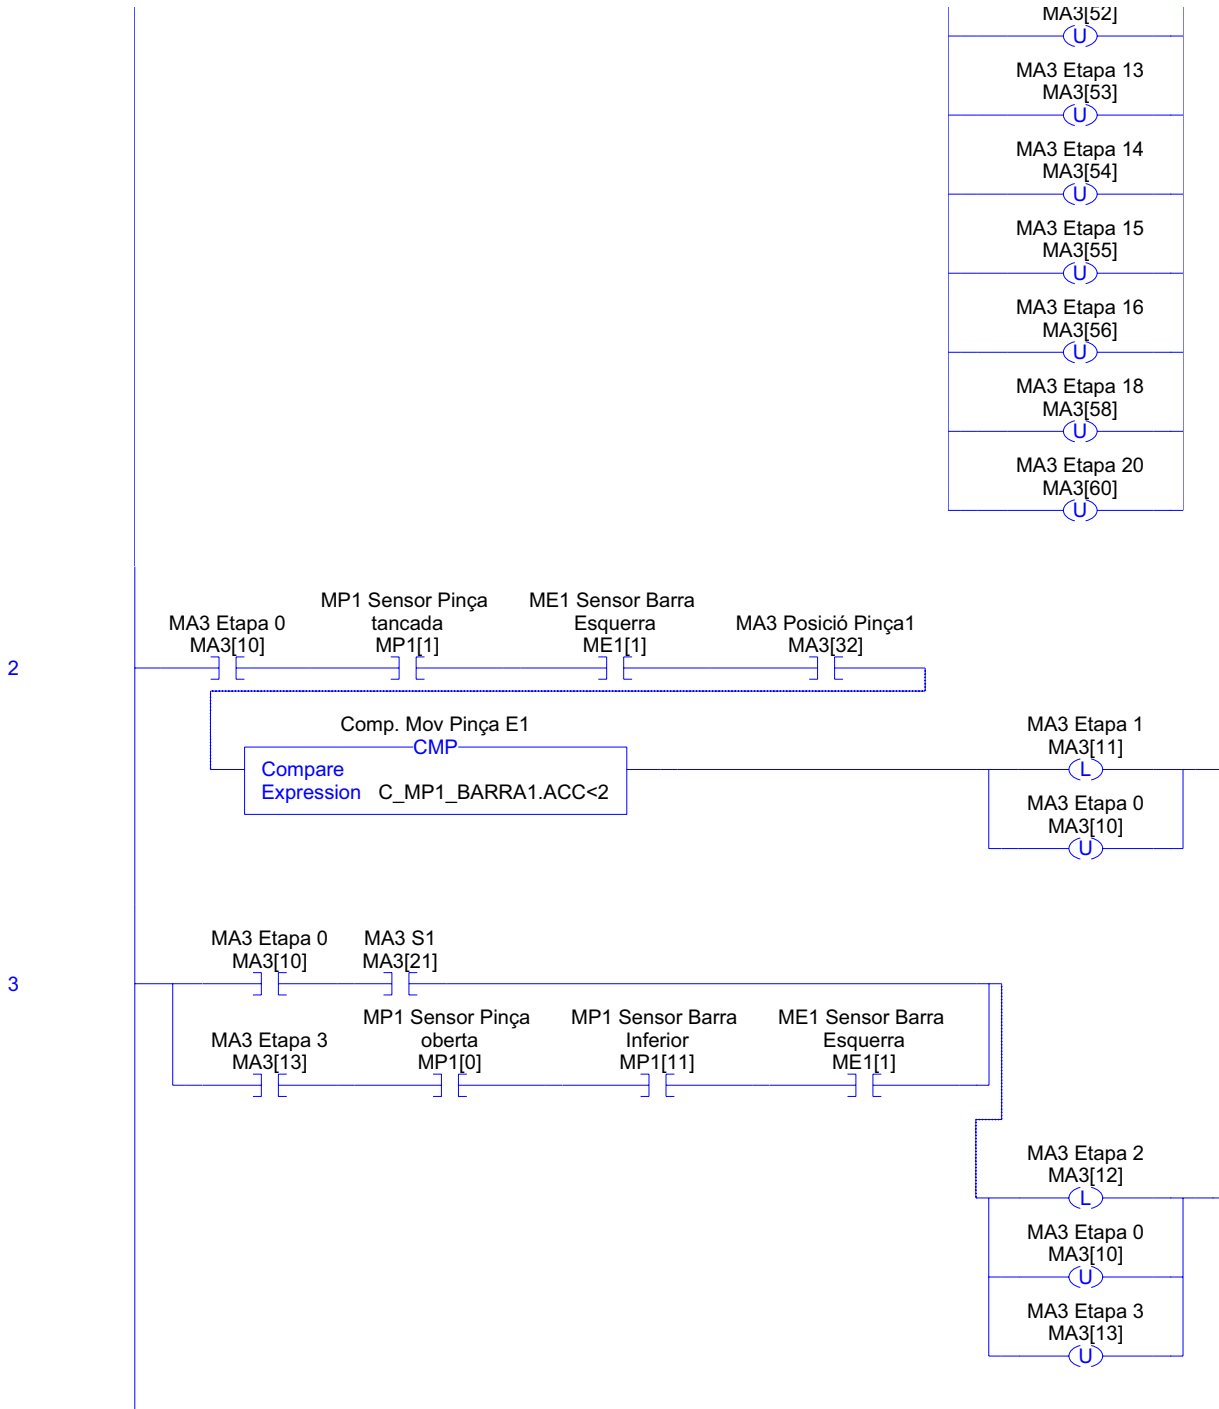 MA3[52]
U
MA3 Etapa 13
MA3[53]
U
MA3 Etapa 14
MA3[54]
U
MA3 Etapa 15
MA3[55]
U
MA3 Etapa 16
MA3[56]
U
MA3 Etapa 18
MA3[58]
U
MA3 Etapa 20
MA3[60]
U
2
MA3 Etapa 0
MA3[10]
MP1 Sensor Pinça
tancada
MP1[1]
ME1 Sensor Barra
Esquerra
ME1[1]
MA3 Posició Pinça1
MA3[32]
Comp. Mov Pinça E1
CMP
Compare
Expression C_MP1_BARRA1.ACC<2
MA3 Etapa 1
MA3[11]
L
MA3 Etapa 0
MA3[10]
U
3
MA3 Etapa 0
MA3[10]
MA3 S1
MA3[21]
MA3 Etapa 3
MA3[13]
MP1 Sensor Pinça
oberta
MP1[0]
MP1 Sensor Barra
Inferior
MP1[11]
ME1 Sensor Barra
Esquerra
ME1[1]
MA3 Etapa 2
MA3[12]
L
MA3 Etapa 0
MA3[10]
U
MA3 Etapa 3
MA3[13]
U